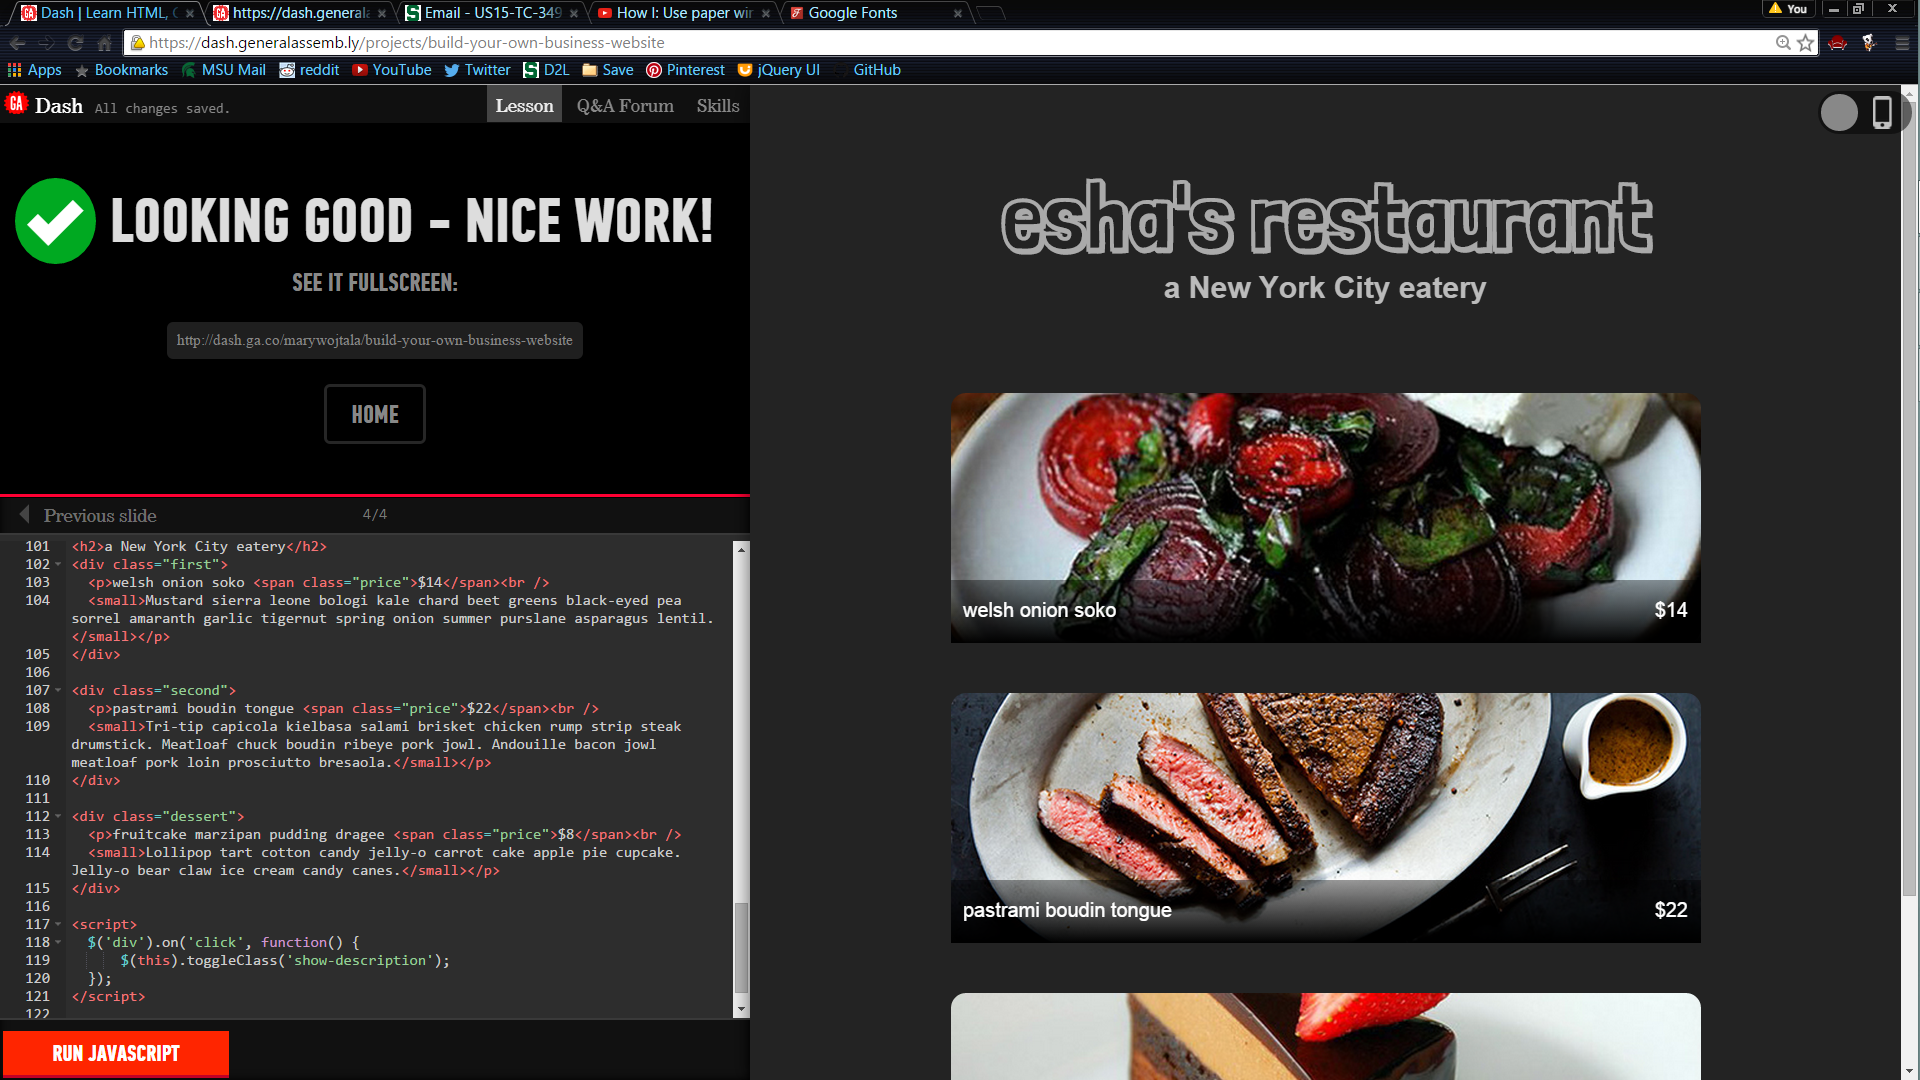 Dash | Learn HTML, C
https://dash.generala
Email - US15-TC-349
How I: Use paper wir
Google Fonts
You
https://dash.generalassemb.ly/projects/build-your-own-business-website
Apps
Bookmarks
MSU Mail
reddit
YouTube
Twitter
D2L
Save
Pinterest
jQuery UI
GitHub
GA Dash All changes saved.
Lesson
Q&A Forum
Skills
LOOKING GOOD - NICE WORK!
SEE IT FULLSCREEN:
http://dash.ga.co/marywojtala/build-your-own-business-website
HOME
Previous slide
4/4
101 <h2>a New York City eatery</h2>
102 <div class="first">
103 <p>welsh onion soko <span class="price">$14</span><br />
104 <small>Mustard sierra leone bologi kale chard beet greens black-eyed pea
sorrel amaranth garlic tigernut spring onion summer purslane asparagus lentil.
</small></p>
105 </div>
106
107 <div class="second">
108 <p>pastrami boudin tongue <span class="price">$22</span><br />
109 <small>Tri-tip capicola kielbasa salami brisket chicken rump strip steak
drumstick. Meatloaf chuck boudin ribeye pork jowl. Andouille bacon jowl
meatloaf pork loin prosciutto bresaola.</small></p>
110 </div>
111
112 <div class="dessert">
113 <p>fruitcake marzipan pudding dragee <span class="price">$8</span><br />
114 <small>Lollipop tart cotton candy jelly-o carrot cake apple pie cupcake.
Jelly-o bear claw ice cream candy canes.</small></p>
115 </div>
116
117 <script>
118 $('div').on('click', function() {
119 $(this).toggleClass('show-description');
120 });
121 </script>
122
RUN JAVASCRIPT
esha's restaurant
a New York City eatery
welsh onion soko $14
pastrami boudin tongue $22